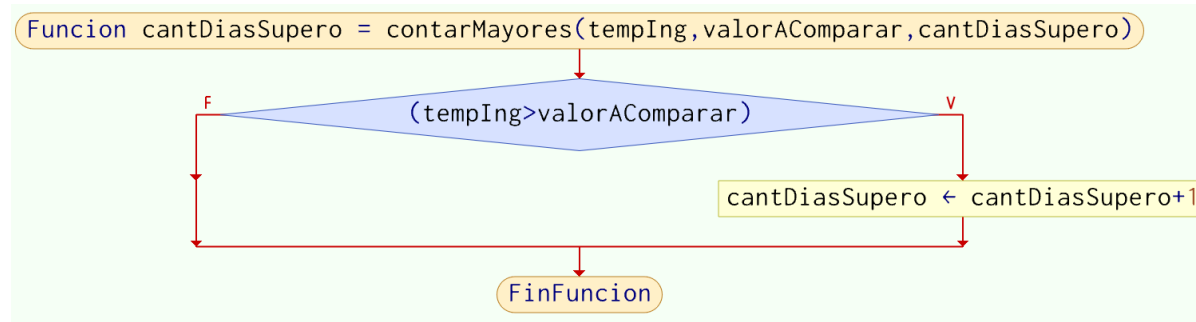 Funcion cantDiasSupero = contarMayores(tempIng,valorAComparar,cantDiasSupero)
F
(tempIng>valorAComparar)
V
cantDiasSupero ← cantDiasSupero+1
FinFuncion